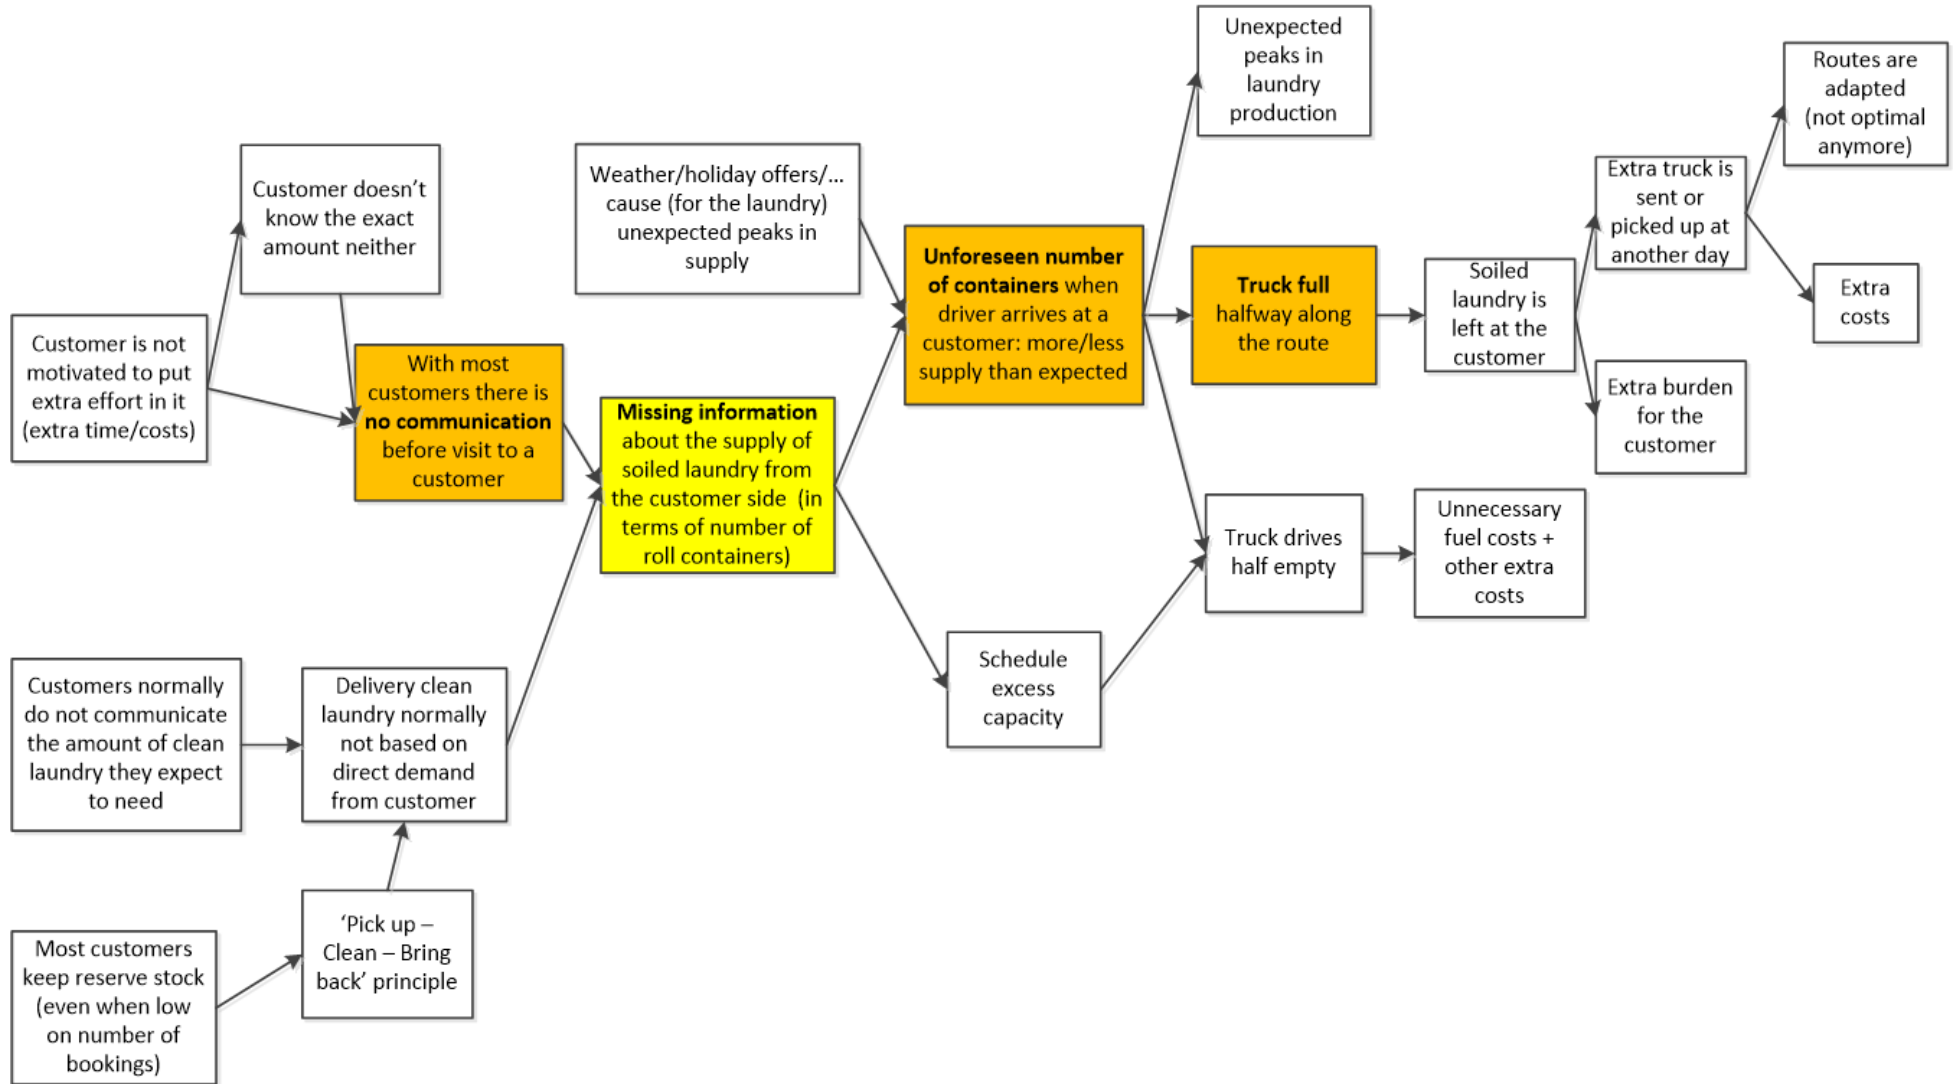 Unexpected
peaks in
laundry
production
Routes are
adapted
(not optimal
anymore)
Customer doesn’t
know the exact
amount neither
Weather/holiday offers/...
cause (for the laundry)
unexpected peaks in
supply
Extra truck is
sent or
picked up at
another day
Unforeseen number
of containers when
driver arrives at a
customer: more/less
supply than expected
Truck full
halfway along
the route
Soiled
laundry is
left at the
customer
Extra
costs
Customer is not
motivated to put
extra effort in it
(extra time/costs)
With most
customers there is
no communication
before visit to a
customer
Missing information
about the supply of
soiled laundry from
the customer side (in
terms of number of
roll containers)
Extra burden
for the
customer
Truck drives
half empty
Unnecessary
fuel costs +
other extra
costs
Schedule
excess
capacity
Customers normally
do not communicate
the amount of clean
laundry they expect
to need
Delivery clean
laundry normally
not based on
direct demand
from customer
‘Pick up –
Clean – Bring
back’ principle
Most customers
keep reserve stock
(even when low
on number of
bookings)